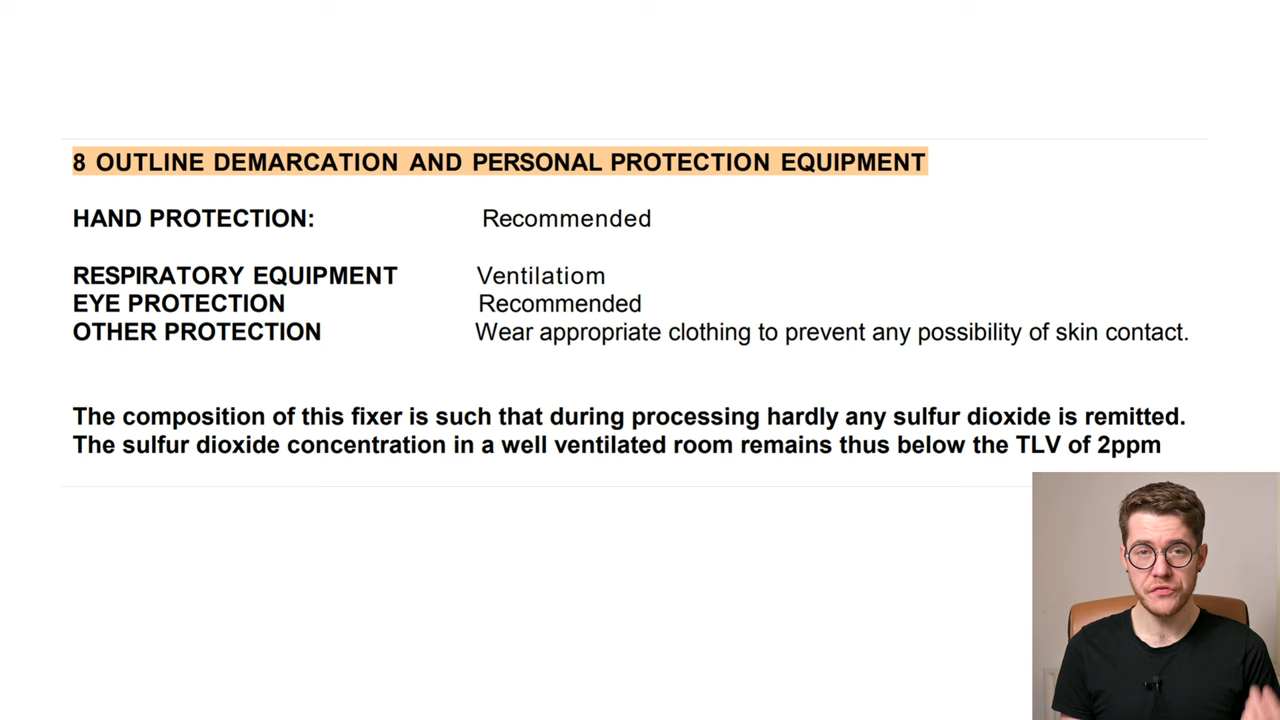 8 OUTLINE DEMARCATION AND PERSONAL PROTECTION EQUIPMENT
HAND PROTECTION: Recommended
RESPIRATORY EQUIPMENT Ventilatiom
EYE PROTECTION Recommended
OTHER PROTECTION Wear appropriate clothing to prevent any possibility of skin contact.
The composition of this fixer is such that during processing hardly any sulfur dioxide is remitted.
The sulfur dioxide concentration in a well ventilated room remains thus below the TLV of 2ppm